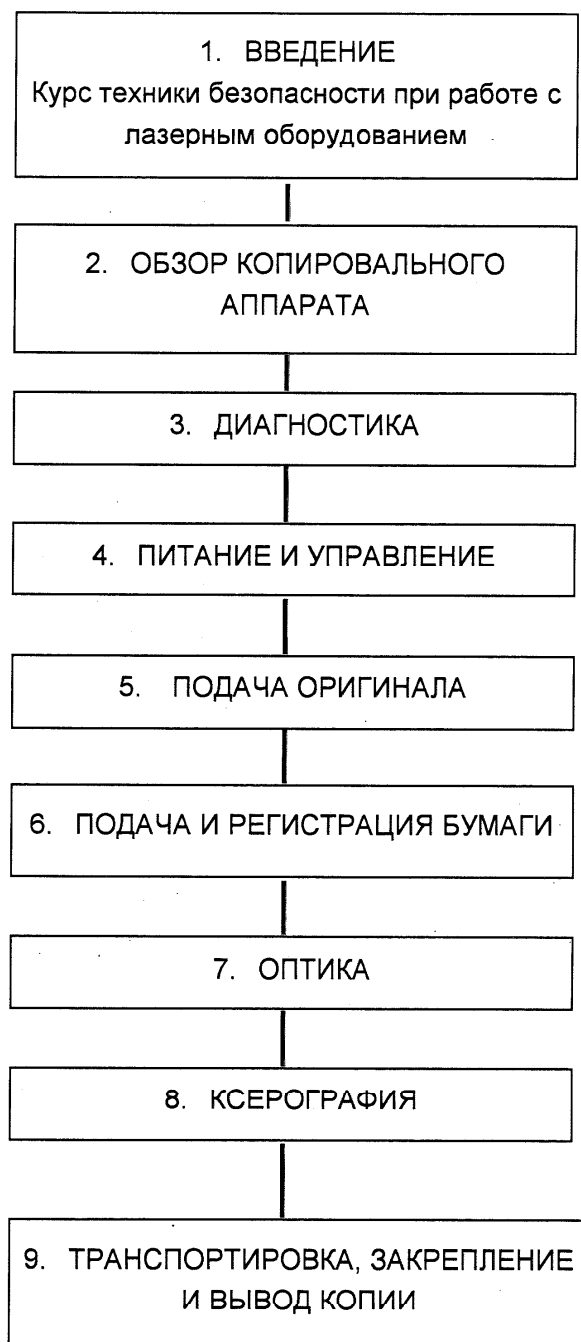 1. ВВЕДЕНИЕ
Курс техники безопасности при работе с
лазерным оборудованием
2. ОБЗОР КОПИРОВАЛЬНОГО
АППАРАТА
3. ДИАГНОСТИКА
4. ПИТАНИЕ И УПРАВЛЕНИЕ
5. ПОДАЧА ОРИГИНАЛА
6. ПОДАЧА И РЕГИСТРАЦИЯ БУМАГИ
7. ОПТИКА
8. КСЕРОГРАФИЯ
9. ТРАНСПОРТИРОВКА, ЗАКРЕПЛЕНИЕ
И ВЫВОД КОПИИ